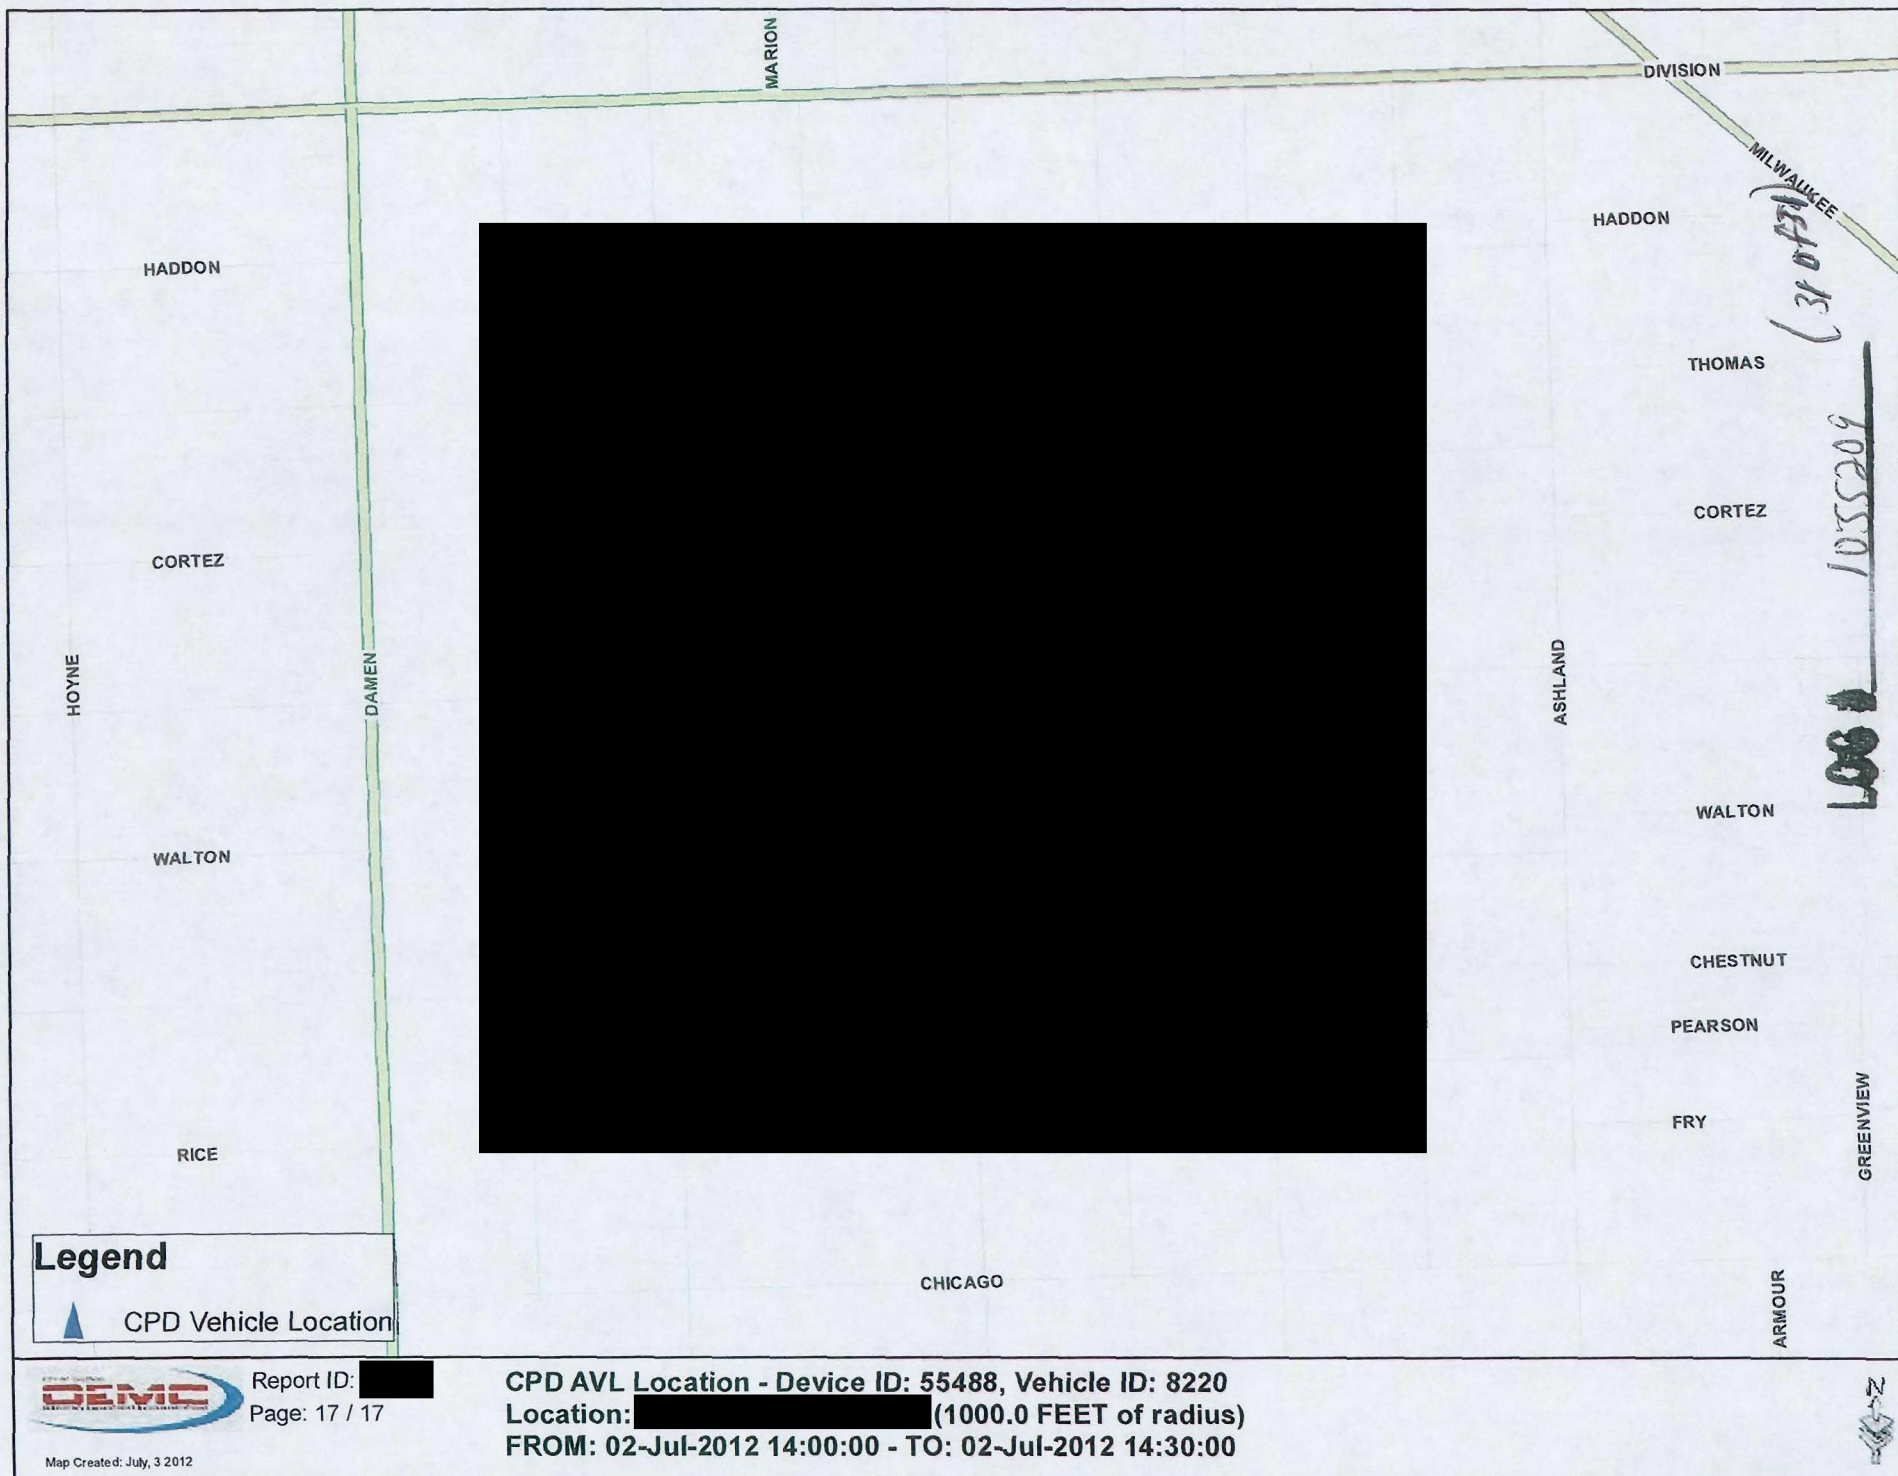 MARION
DIVISION
MILWAUKEE
HADDON
HADDON
(31 of 31)
THOMAS
1055209
CORTEZ
CORTEZ
HOYNE
DAMEN
ASHLAND
LOG
WALTON
WALTON
CHESTNUT
PEARSON
GREENVIEW
FRY
RICE
Legend
CPD Vehicle Location
CHICAGO
ARMOUR
OEMC
Report ID:
Page: 17 / 17
Map Created: July, 3 2012
CPD AVL Location - Device ID: 55488, Vehicle ID: 8220
Location: (1000.0 FEET of radius)
FROM: 02-Jul-2012 14:00:00 - TO: 02-Jul-2012 14:30:00
N